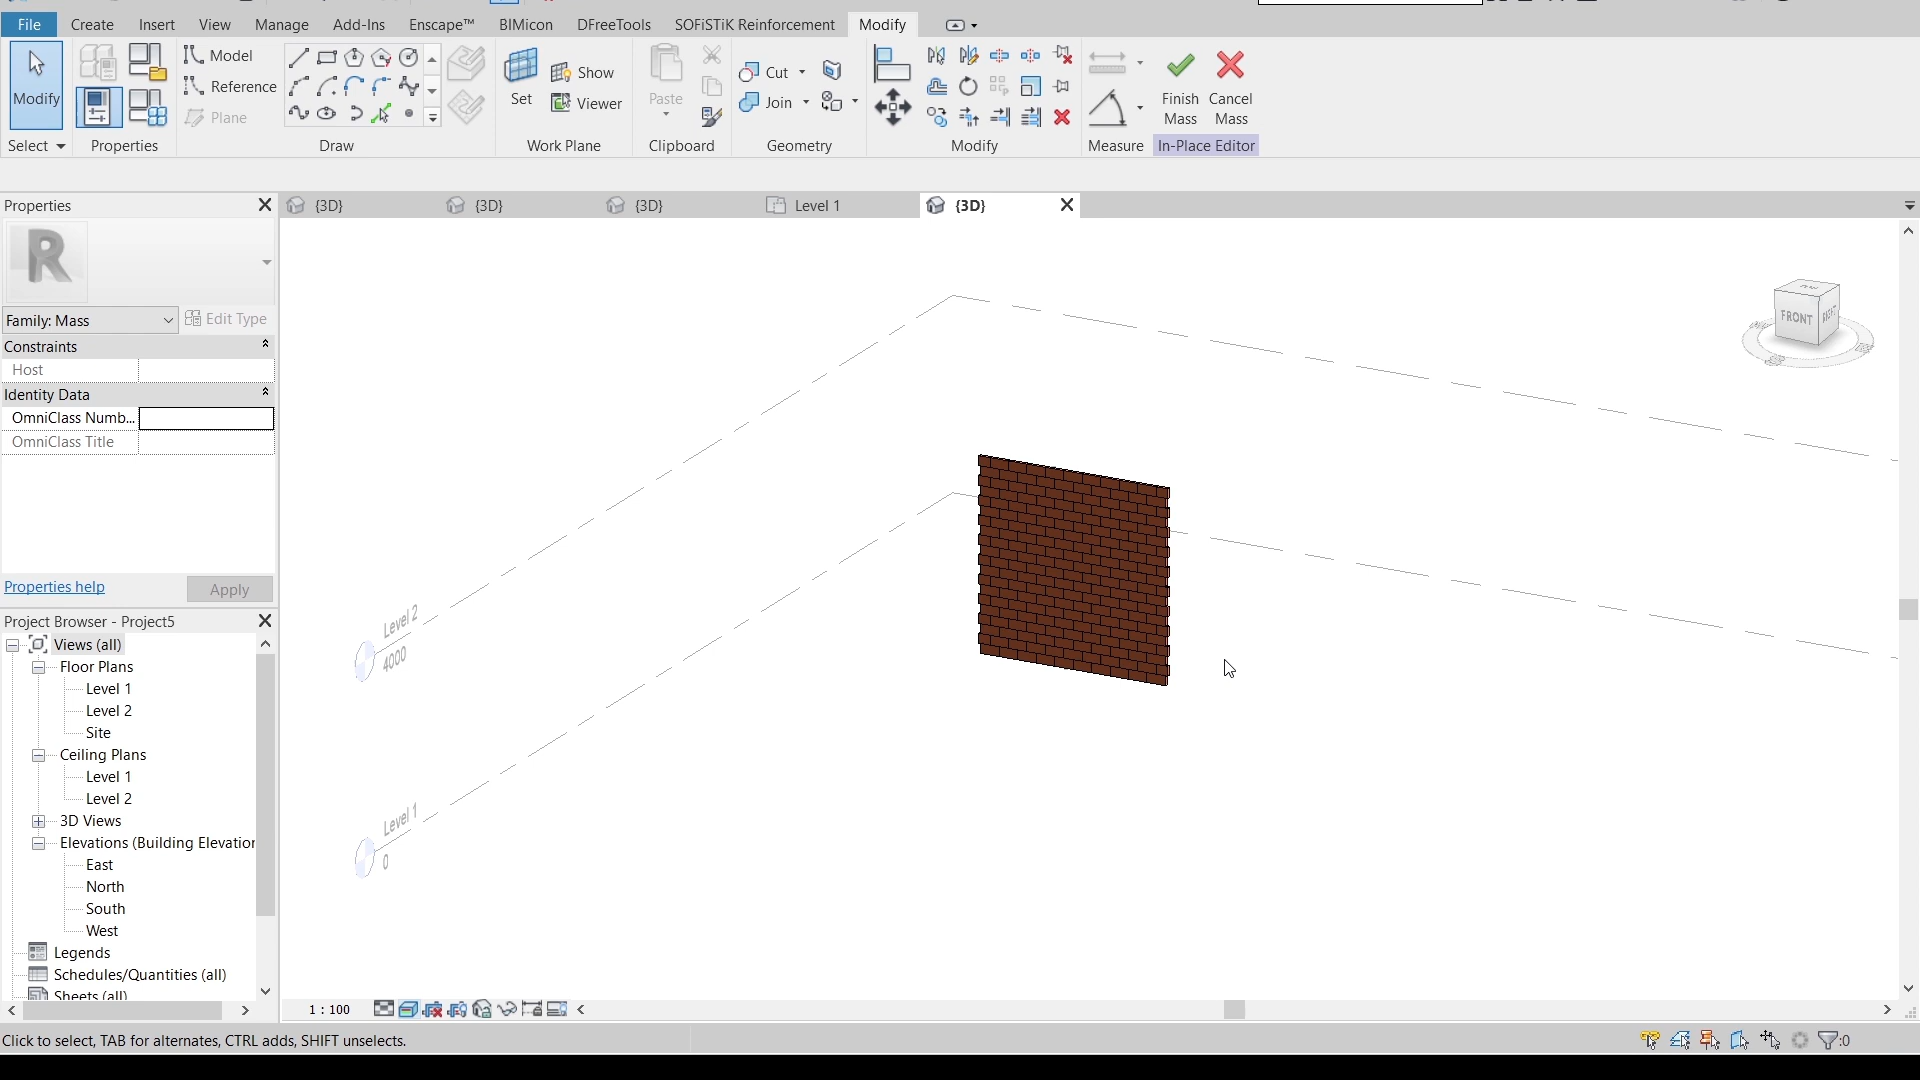 File Create Insert View Manage Add-Ins Enscape™ BIMicon DFreeTools SOFiSTiK Reinforcement Modify
Modify
Model
Reference
Plane
Set
Show
Viewer
Paste
Cut
Join
Finish Mass
Cancel Mass
Select Properties Draw Work Plane Clipboard Geometry Modify Measure In-Place Editor
Properties
{3D} {3D} {3D} Level 1 {3D}
R
Family: Mass Edit Type
Constraints
Host
Identity Data
OmniClass Numb...
OmniClass Title
Properties help Apply
Project Browser - Project5
Views (all)
Floor Plans
Level 1
Level 2
Site
Ceiling Plans
Level 1
Level 2
3D Views
Elevations (Building Elevation
East
North
South
West
Legends
Schedules/Quantities (all)
Sheets (all)
FRONT
RIGHT
Level 2
4000
Level 1
0
1 : 100
Click to select, TAB for alternates, CTRL adds, SHIFT unselects.
:0